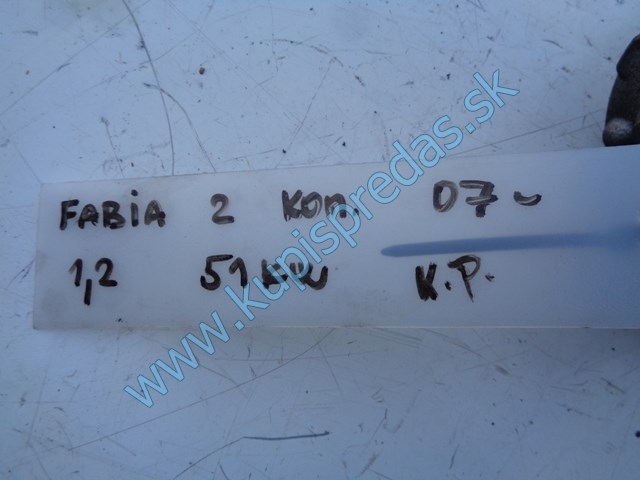 FABIA 2 KOM. 07~
1,2 51KW K.P.
www.kupispredas.sk